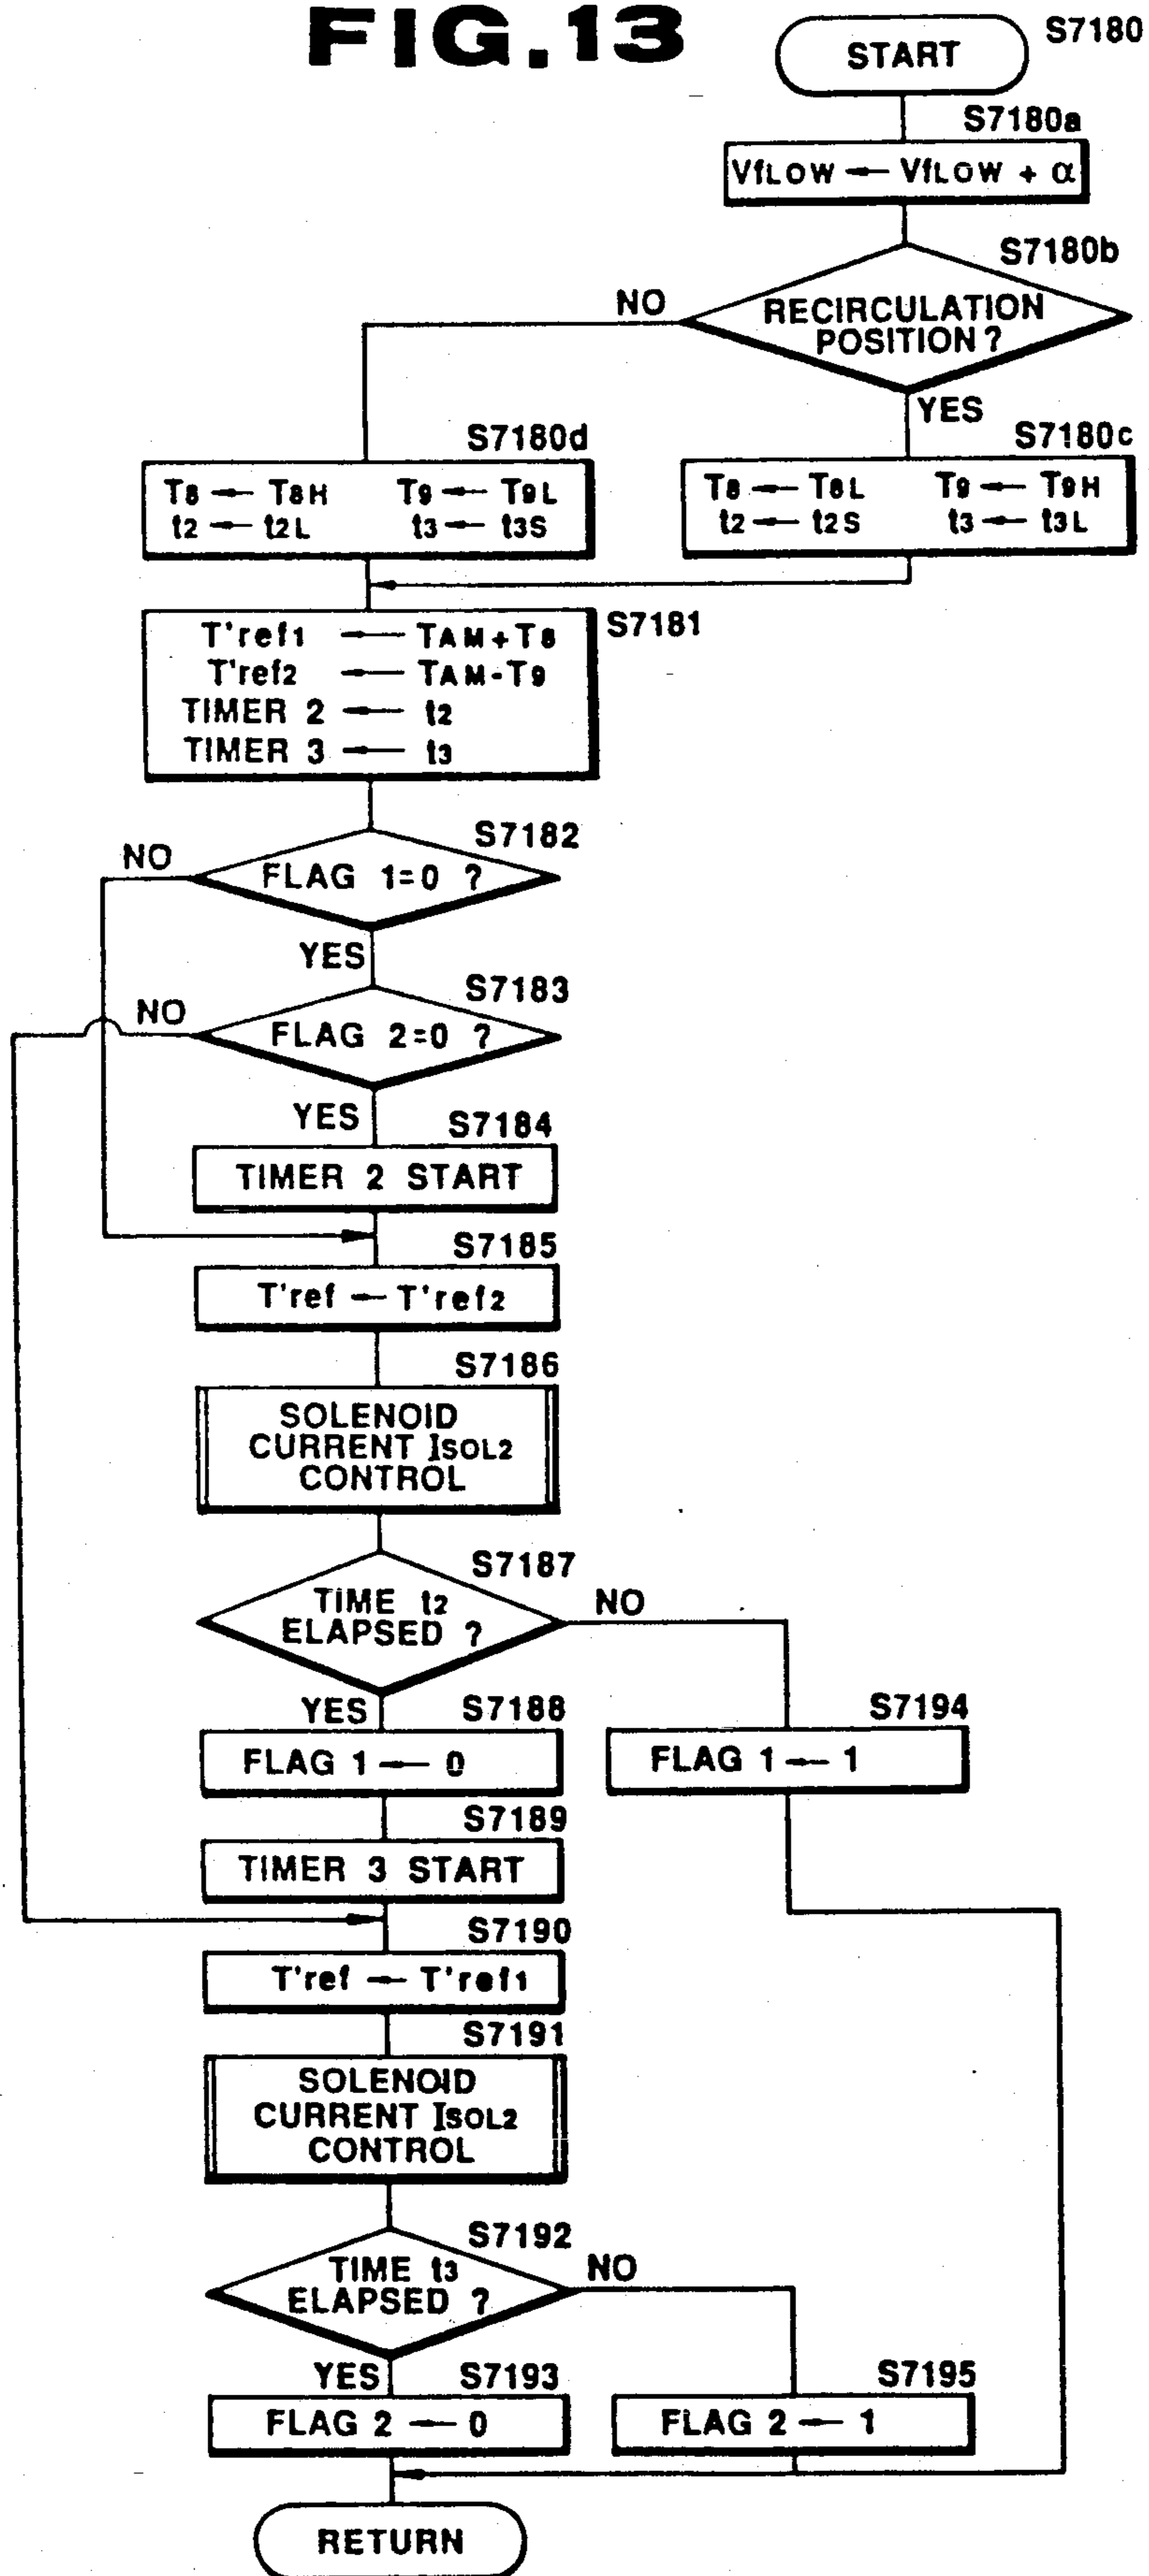 FIG.13
START
S7180
S7180a
VfLOW ← VfLOW + α
S7180b
RECIRCULATION
POSITION?
NO
YES
S7180d
T8 ← T8H T9 ← T9L
t2 ← t2L t3 ← t3S
S7180c
T8 ← T8L T9 ← T9H
t2 ← t2S t3 ← t3L
S7181
T'ref1 ← TAM+T8
T'ref2 ← TAM-T9
TIMER 2 ← t2
TIMER 3 ← t3
S7182
NO
FLAG 1=0 ?
YES
S7183
NO
FLAG 2=0 ?
YES
S7184
TIMER 2 START
S7185
T'ref ← T'ref2
S7186
SOLENOID
CURRENT ISOL2
CONTROL
S7187
TIME t2
ELAPSED ?
NO
YES
S7188
FLAG 1 ← 0
S7194
FLAG 1 ← 1
S7189
TIMER 3 START
S7190
T'ref ← T'ref1
S7191
SOLENOID
CURRENT ISOL2
CONTROL
S7192
TIME t3
ELAPSED ?
NO
YES
S7193
FLAG 2 ← 0
S7195
FLAG 2 ← 1
RETURN